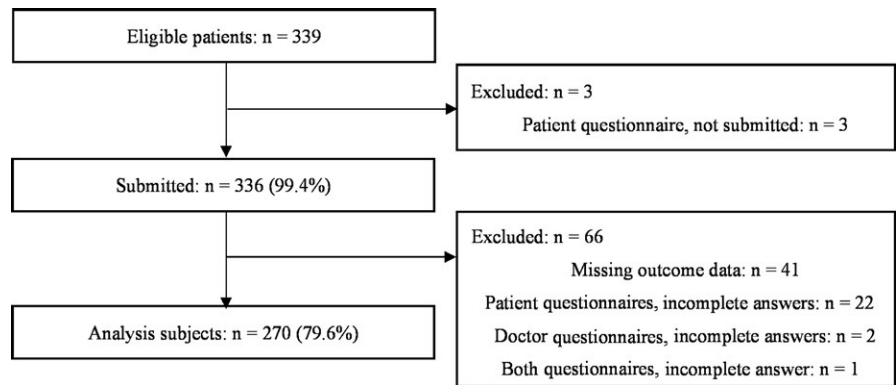 Eligible patients: n = 339
Excluded: n = 3
Patient questionnaire, not submitted: n = 3
Submitted: n = 336 (99.4%)
Excluded: n = 66
Missing outcome data: n = 41
Patient questionnaires, incomplete answers: n = 22
Doctor questionnaires, incomplete answers: n = 2
Both questionnaires, incomplete answer: n = 1
Analysis subjects: n = 270 (79.6%)